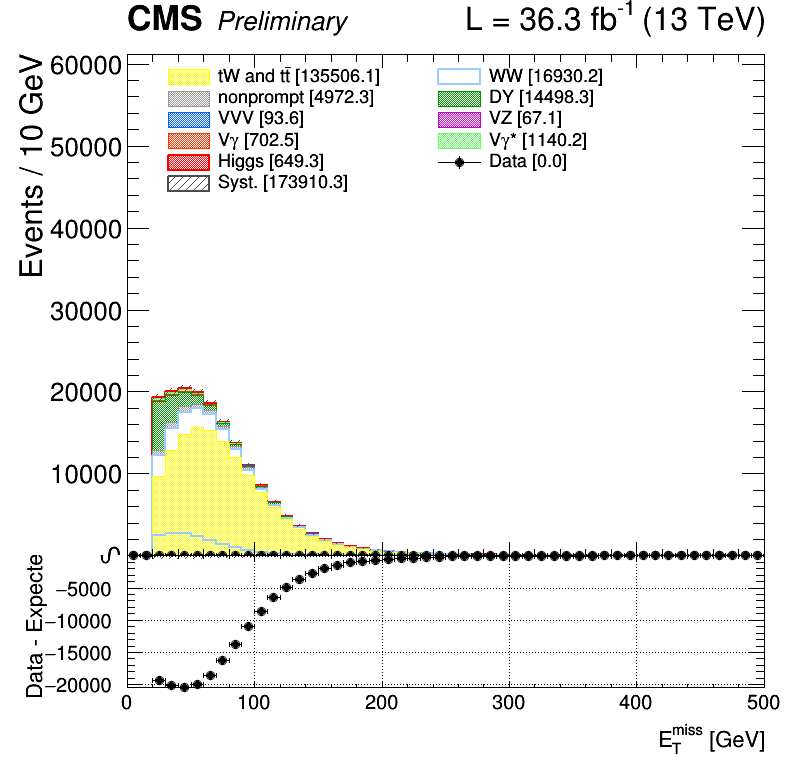 CMS Preliminary L = 36.3 fb⁻¹ (13 TeV)
Events / 10 GeV
60000
50000
40000
30000
20000
10000
0
tW and tt̄ [135506.1]
nonprompt [4972.3]
VVV [93.6]
Vγ [702.5]
Higgs [649.3]
Syst. [173910.3]
WW [16930.2]
DY [14498.3]
VZ [67.1]
Vγ* [1140.2]
Data [0.0]
Data - Expecte
−5000
−10000
−15000
−20000
0 100 200 300 400 500
E_T^miss [GeV]